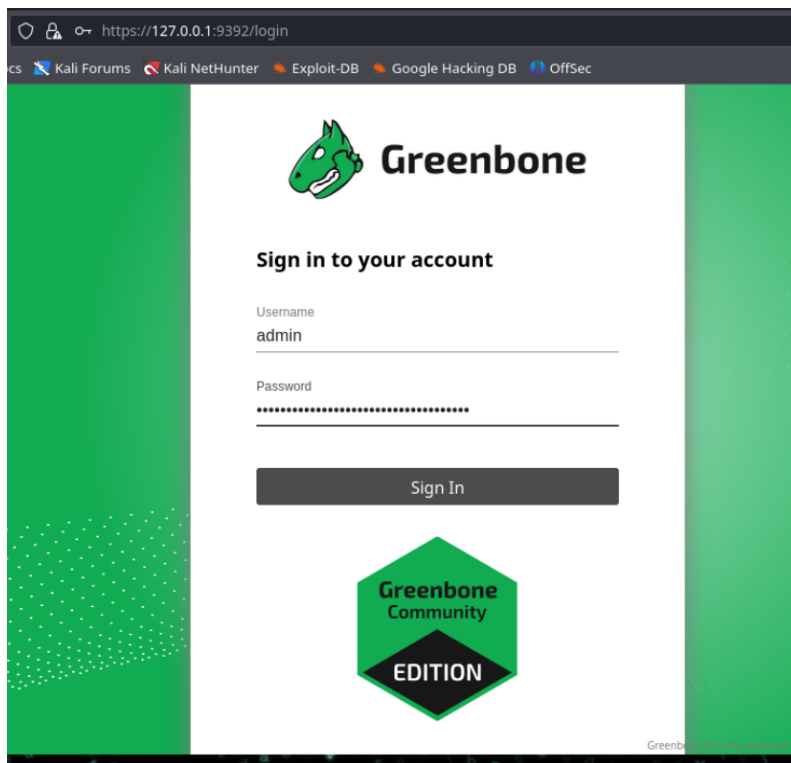 https://127.0.0.1:9392/login
cs Kali Forums Kali NetHunter Exploit-DB Google Hacking DB OffSec
Greenbone
Sign in to your account
Username
admin
Password
••••••••••••••••••••••••••••••••••••
Sign In
Greenbone
Community
EDITION